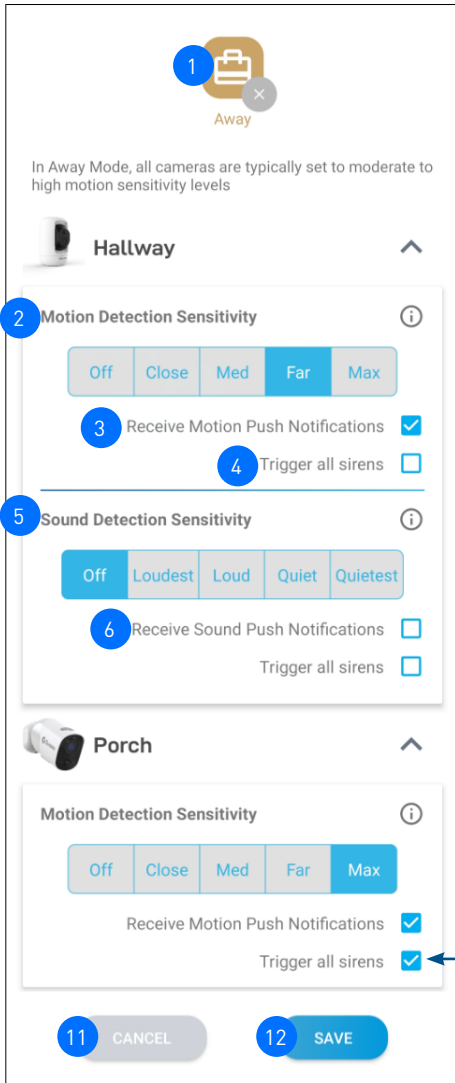 1
Away
In Away Mode, all cameras are typically set to moderate to
high motion sensitivity levels
Hallway
2 Motion Detection Sensitivity
Off Close Med Far Max
3 Receive Motion Push Notifications
4 Trigger all sirens
5 Sound Detection Sensitivity
Off Loudest Loud Quiet Quietest
6 Receive Sound Push Notifications
Trigger all sirens
Porch
Motion Detection Sensitivity
Off Close Med Far Max
Receive Motion Push Notifications
Trigger all sirens
11 CANCEL 12 SAVE